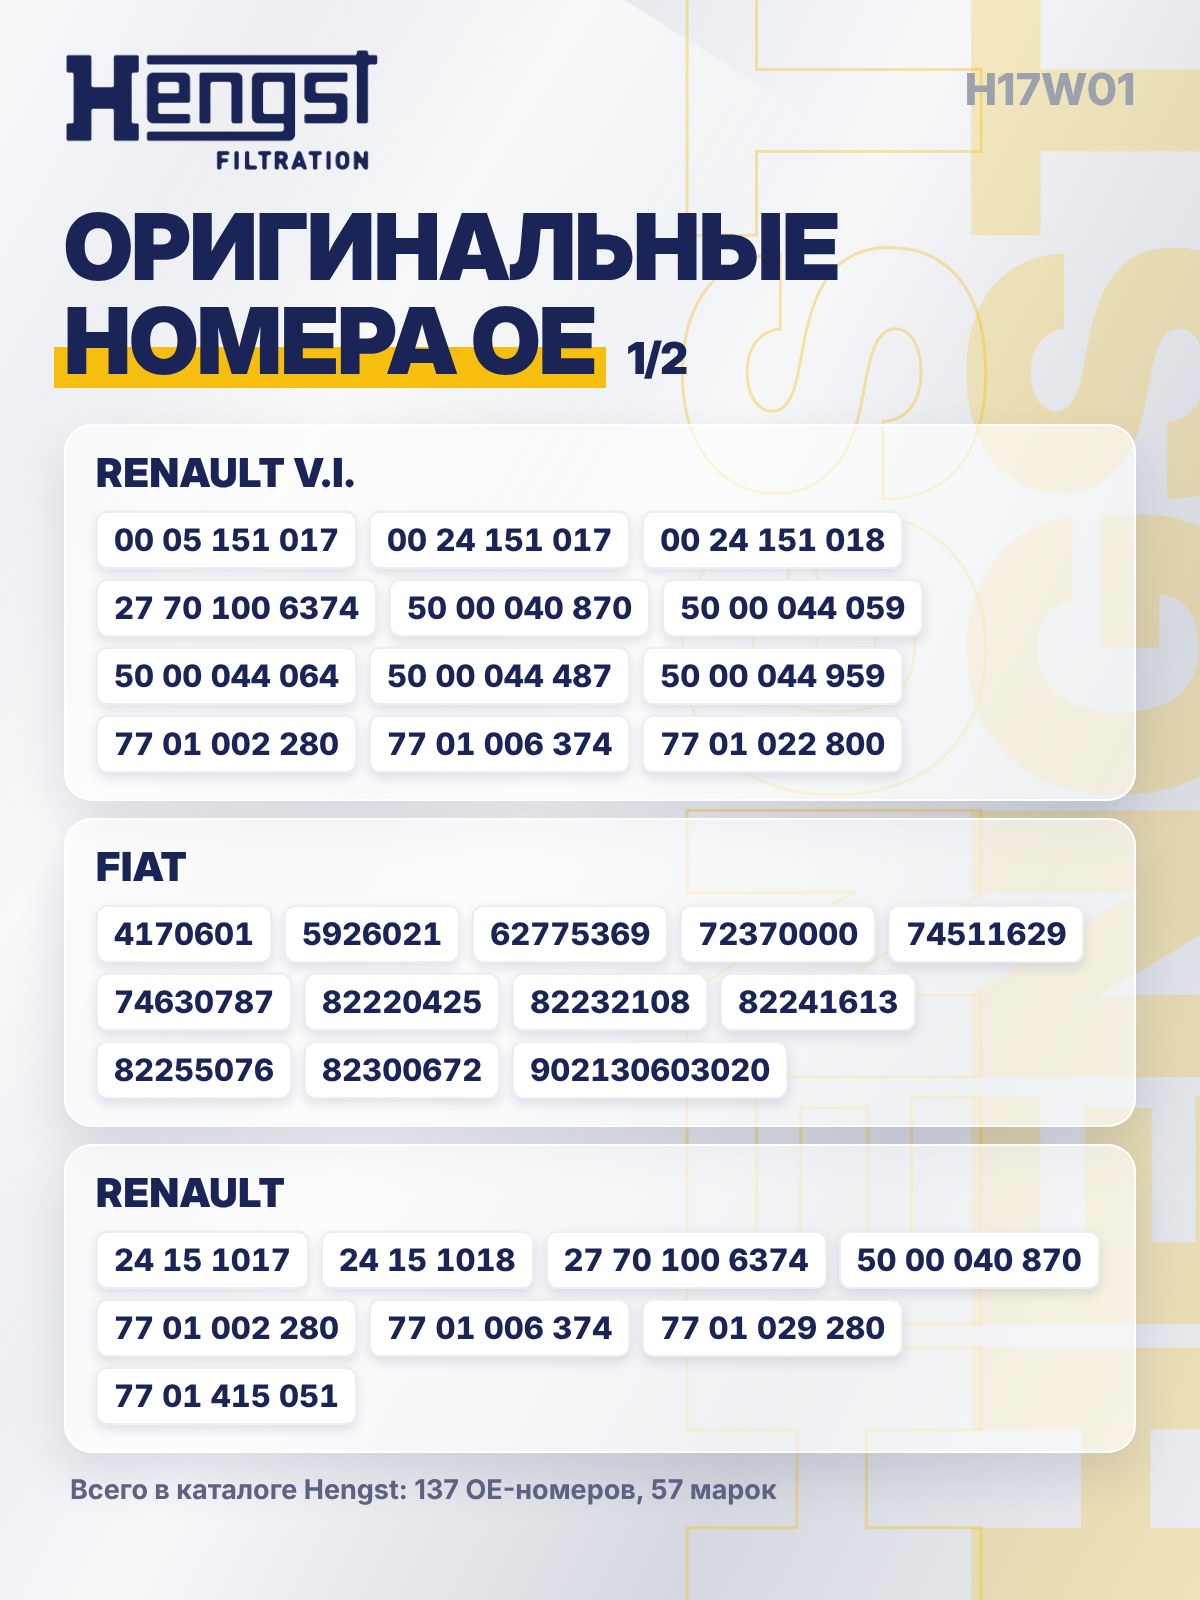 Hengst
FILTRATION
H17W01
ОРИГИНАЛЬНЫЕ
НОМЕРА OE 1/2
RENAULT V.I.
00 05 151 017 00 24 151 017 00 24 151 018
27 70 100 6374 50 00 040 870 50 00 044 059
50 00 044 064 50 00 044 487 50 00 044 959
77 01 002 280 77 01 006 374 77 01 022 800
FIAT
4170601 5926021 62775369 72370000 74511629
74630787 82220425 82232108 82241613
82255076 82300672 902130603020
RENAULT
24 15 1017 24 15 1018 27 70 100 6374 50 00 040 870
77 01 002 280 77 01 006 374 77 01 029 280
77 01 415 051
Всего в каталоге Hengst: 137 OE-номеров, 57 марок
HENGST
HENGST